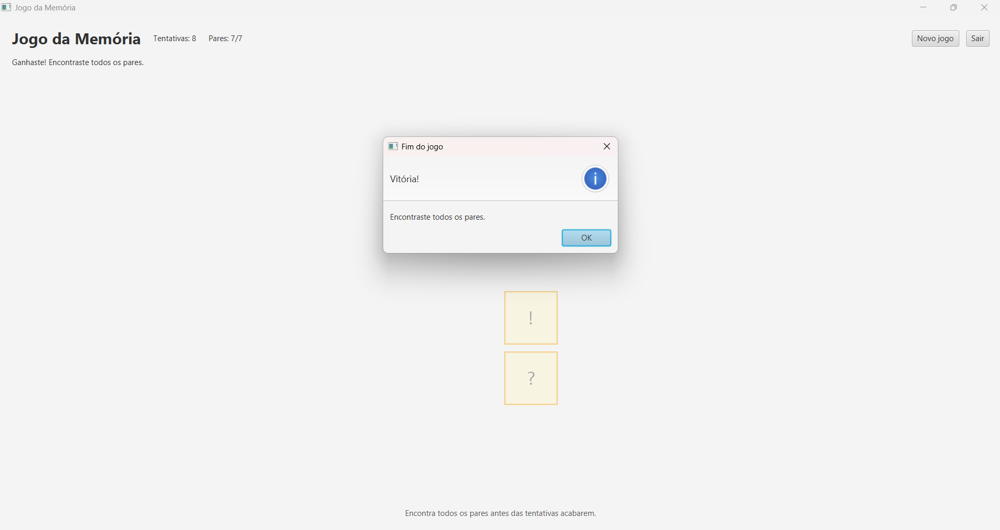 Jogo da Memória
Jogo da Memória Tentativas: 8 Pares: 7/7 Novo jogo Sair
Ganhaste! Encontraste todos os pares.
Fim do jogo
Vitória!
Encontraste todos os pares.
OK
!
?
Encontra todos os pares antes das tentativas acabarem.